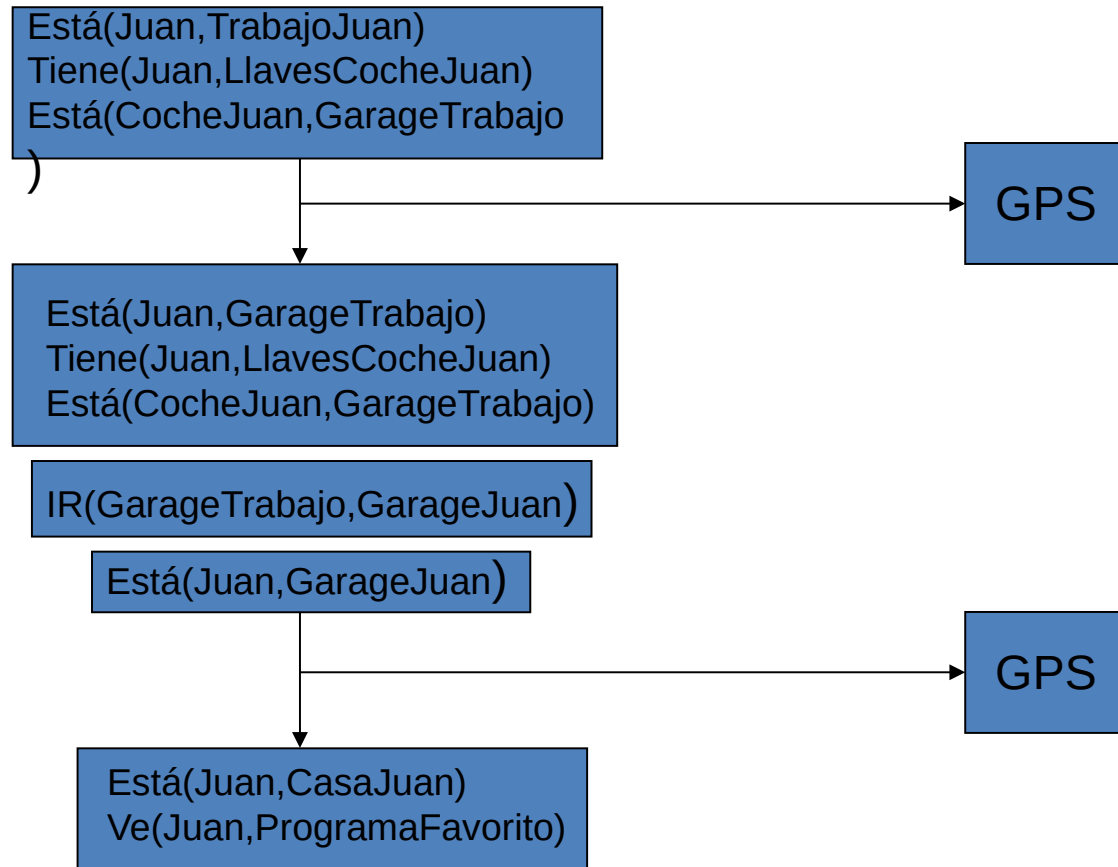 Está(Juan,TrabajoJuan)
Tiene(Juan,LlavesCocheJuan)
Está(CocheJuan,GarageTrabajo
)
GPS
Está(Juan,GarageTrabajo)
Tiene(Juan,LlavesCocheJuan)
Está(CocheJuan,GarageTrabajo)
IR(GarageTrabajo,GarageJuan)
Está(Juan,GarageJuan)
GPS
Está(Juan,CasaJuan)
Ve(Juan,ProgramaFavorito)